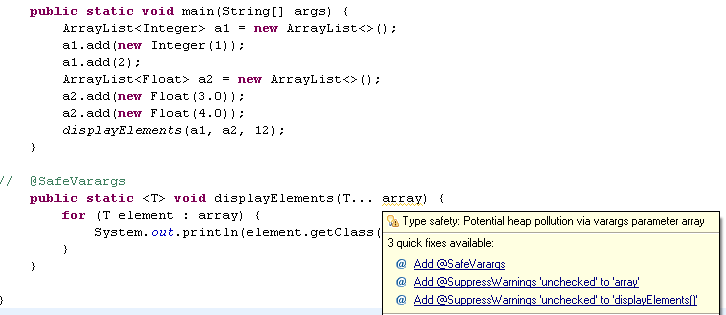 public static void main(String[] args) {
ArrayList<Integer> a1 = new ArrayList<>();
a1.add(new Integer(1));
a1.add(2);
ArrayList<Float> a2 = new ArrayList<>();
a2.add(new Float(3.0));
a2.add(new Float(4.0));
displayElements(a1, a2, 12);
}
// @SafeVarargs
public static <T> void displayElements(T... array) {
for (T element : array) {
System.out.println(element.getClass(
}
}
}
Type safety: Potential heap pollution via varargs parameter array
3 quick fixes available:
@ Add @SafeVarargs
@ Add @SuppressWarnings 'unchecked' to 'array'
@ Add @SuppressWarnings 'unchecked' to 'displayElements()'